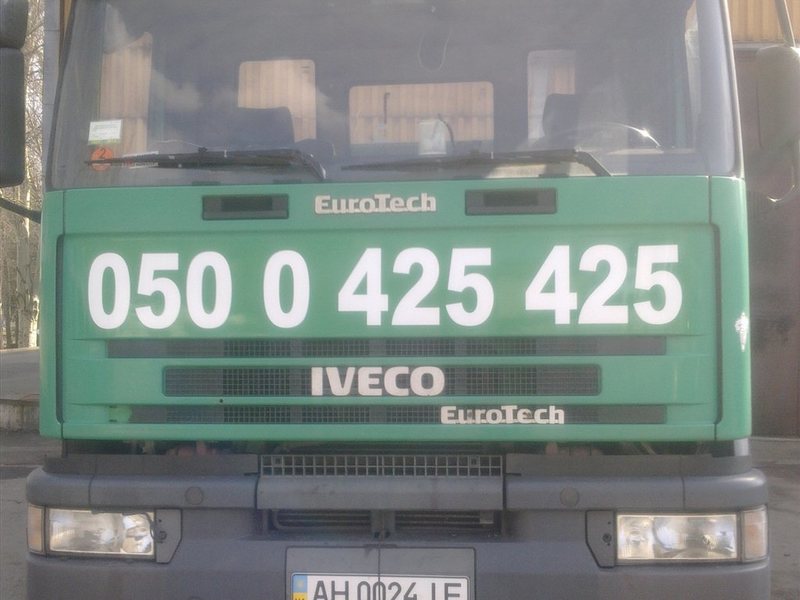 EuroTech
050 0 425 425
IVECO
EuroTech
AH 0024 IE